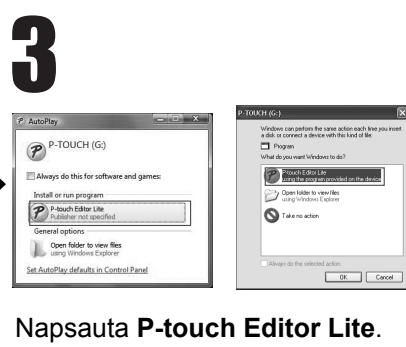 3
AutoPlay
P-TOUCH (G:)
Always do this for software and games:
Install or run program
P-touch Editor Lite
Publisher not specified
General options
Open folder to view files
using Windows Explorer
Set AutoPlay defaults in Control Panel
P-TOUCH (G:)
Windows can perform the same action each time you insert
a disk or connect a device with this kind of file:
Program
What do you want Windows to do?
P-touch Editor Lite
using the program provided on the device
Open folder to view files
using Windows Explorer
Take no action
Always do the selected action.
OK Cancel
Napsauta P-touch Editor Lite.